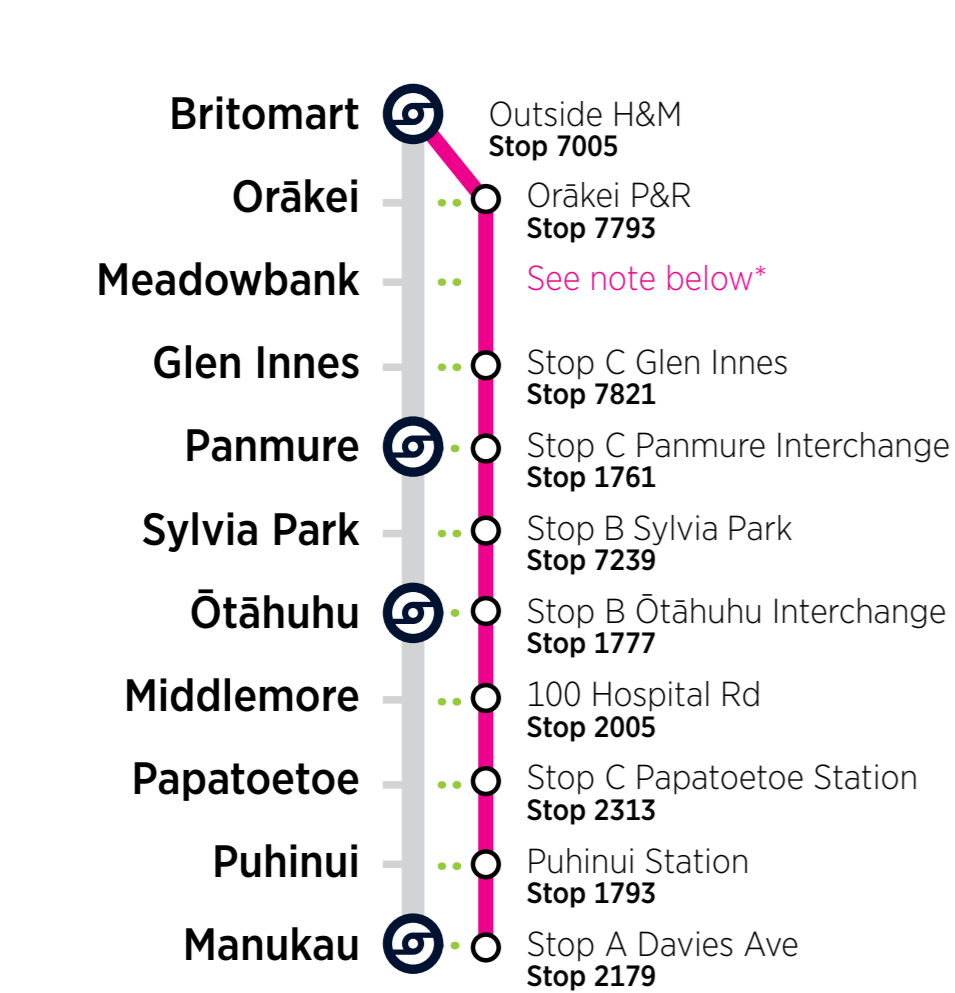 Britomart
Outside H&M
Stop 7005
Orākei
Orākei P&R
Stop 7793
Meadowbank
See note below*
Glen Innes
Stop C Glen Innes
Stop 7821
Panmure
Stop C Panmure Interchange
Stop 1761
Sylvia Park
Stop B Sylvia Park
Stop 7239
Ōtāhuhu
Stop B Ōtāhuhu Interchange
Stop 1777
Middlemore
100 Hospital Rd
Stop 2005
Papatoetoe
Stop C Papatoetoe Station
Stop 2313
Puhinui
Puhinui Station
Stop 1793
Manukau
Stop A Davies Ave
Stop 2179